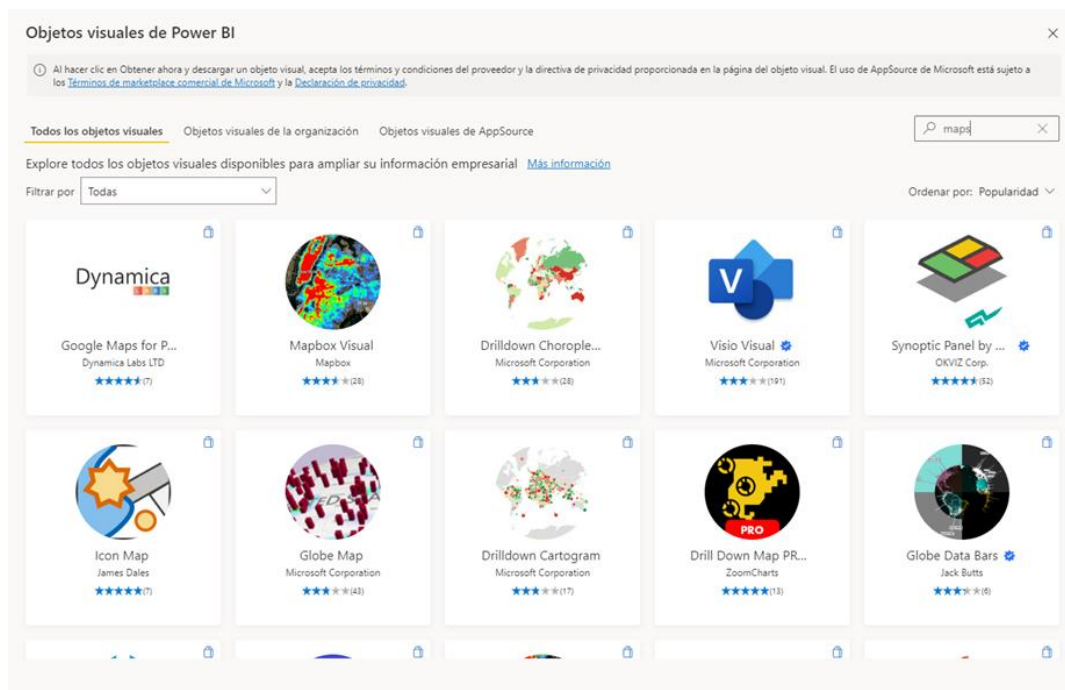 Objetos visuales de Power BI
Al hacer clic en Obtener ahora y descargar un objeto visual, acepta los términos y condiciones del proveedor y la directiva de privacidad proporcionada en la página del objeto visual. El uso de AppSource de Microsoft está sujeto a
los Términos de marketplace comercial de Microsoft y la Declaración de privacidad.
Todos los objetos visuales Objetos visuales de la organización Objetos visuales de AppSource maps
Explore todos los objetos visuales disponibles para ampliar su información empresarial Más información
Filtrar por Todas Ordenar por: Popularidad
Dynamica
V
Google Maps for P... Mapbox Visual Drilldown Chorople... Visio Visual Synoptic Panel by ...
Dynamica Labs LTD Mapbox Microsoft Corporation Microsoft Corporation OKVIZ Corp.
(7) (28) (28) (191) (52)
PRO
Icon Map Globe Map Drilldown Cartogram Drill Down Map PR... Globe Data Bars
James Dales Microsoft Corporation Microsoft Corporation ZoomCharts Jack Butts
(7) (43) (17) (13) (6)